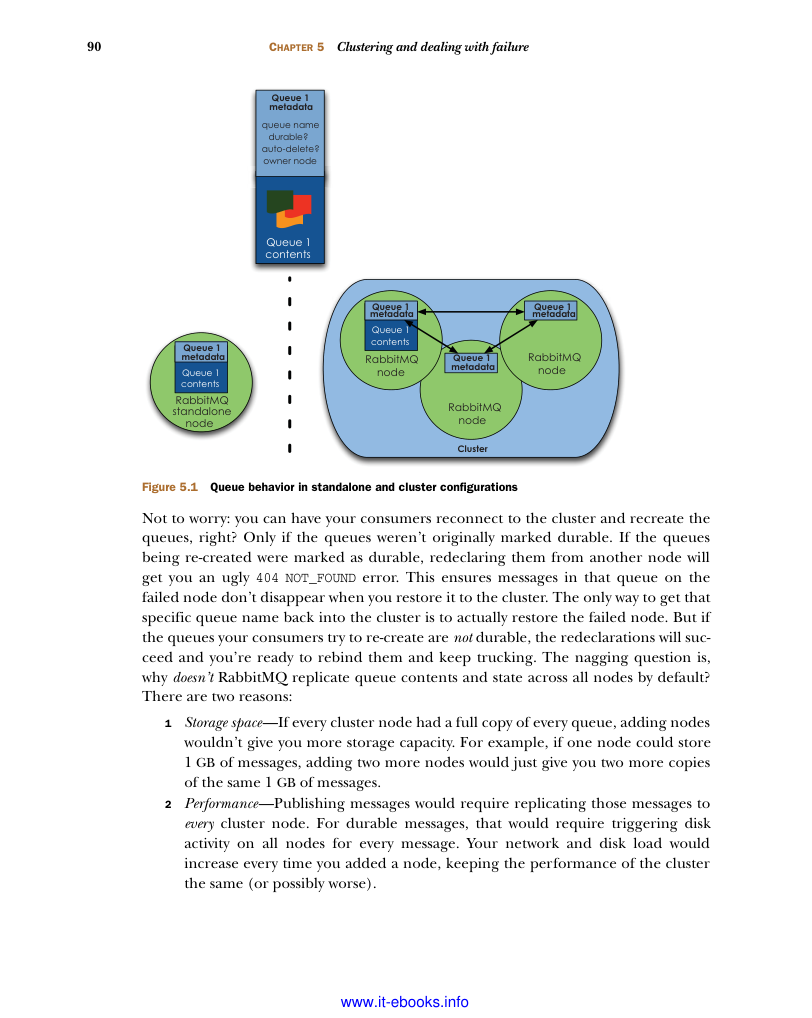 90
CHAPTER 5 Clustering and dealing with failure
Queue 1
metadata
queue name
durable?
auto-delete?
owner node
Queue 1
contents
Queue 1
metadata
Queue 1
contents
RabbitMQ
standalone
node
Queue 1
metadata
Queue 1
contents
RabbitMQ
node
Queue 1
metadata
RabbitMQ
node
Queue 1
metadata
RabbitMQ
node
Cluster
Figure 5.1 Queue behavior in standalone and cluster configurations
Not to worry: you can have your consumers reconnect to the cluster and recreate the
queues, right? Only if the queues weren't originally marked durable. If the queues
being re-created were marked as durable, redeclaring them from another node will
get you an ugly 404 NOT_FOUND error. This ensures messages in that queue on the
failed node don't disappear when you restore it to the cluster. The only way to get that
specific queue name back into the cluster is to actually restore the failed node. But if
the queues your consumers try to re-create are not durable, the redeclarations will suc-
ceed and you're ready to rebind them and keep trucking. The nagging question is,
why doesn't RabbitMQ replicate queue contents and state across all nodes by default?
There are two reasons:
1 Storage space—If every cluster node had a full copy of every queue, adding nodes
wouldn't give you more storage capacity. For example, if one node could store
1 GB of messages, adding two more nodes would just give you two more copies
of the same 1 GB of messages.
2 Performance—Publishing messages would require replicating those messages to
every cluster node. For durable messages, that would require triggering disk
activity on all nodes for every message. Your network and disk load would
increase every time you added a node, keeping the performance of the cluster
the same (or possibly worse).
www.it-ebooks.info